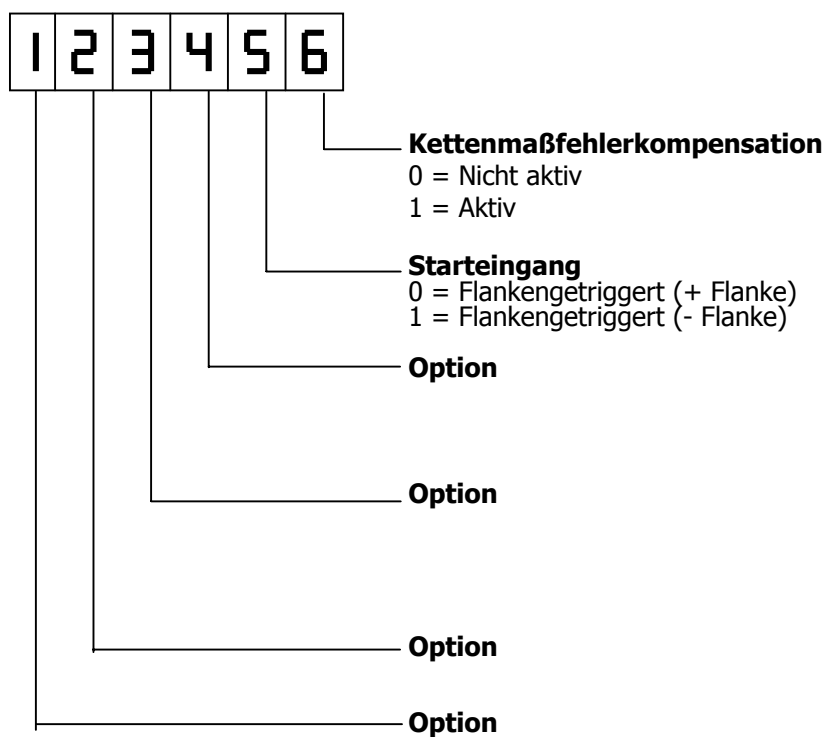 1 2 3 4 5 6
Kettenmaßfehlerkompensation
0 = Nicht aktiv
1 = Aktiv
Starteingang
0 = Flankengetriggert (+ Flanke)
1 = Flankengetriggert (- Flanke)
Option
Option
Option
Option